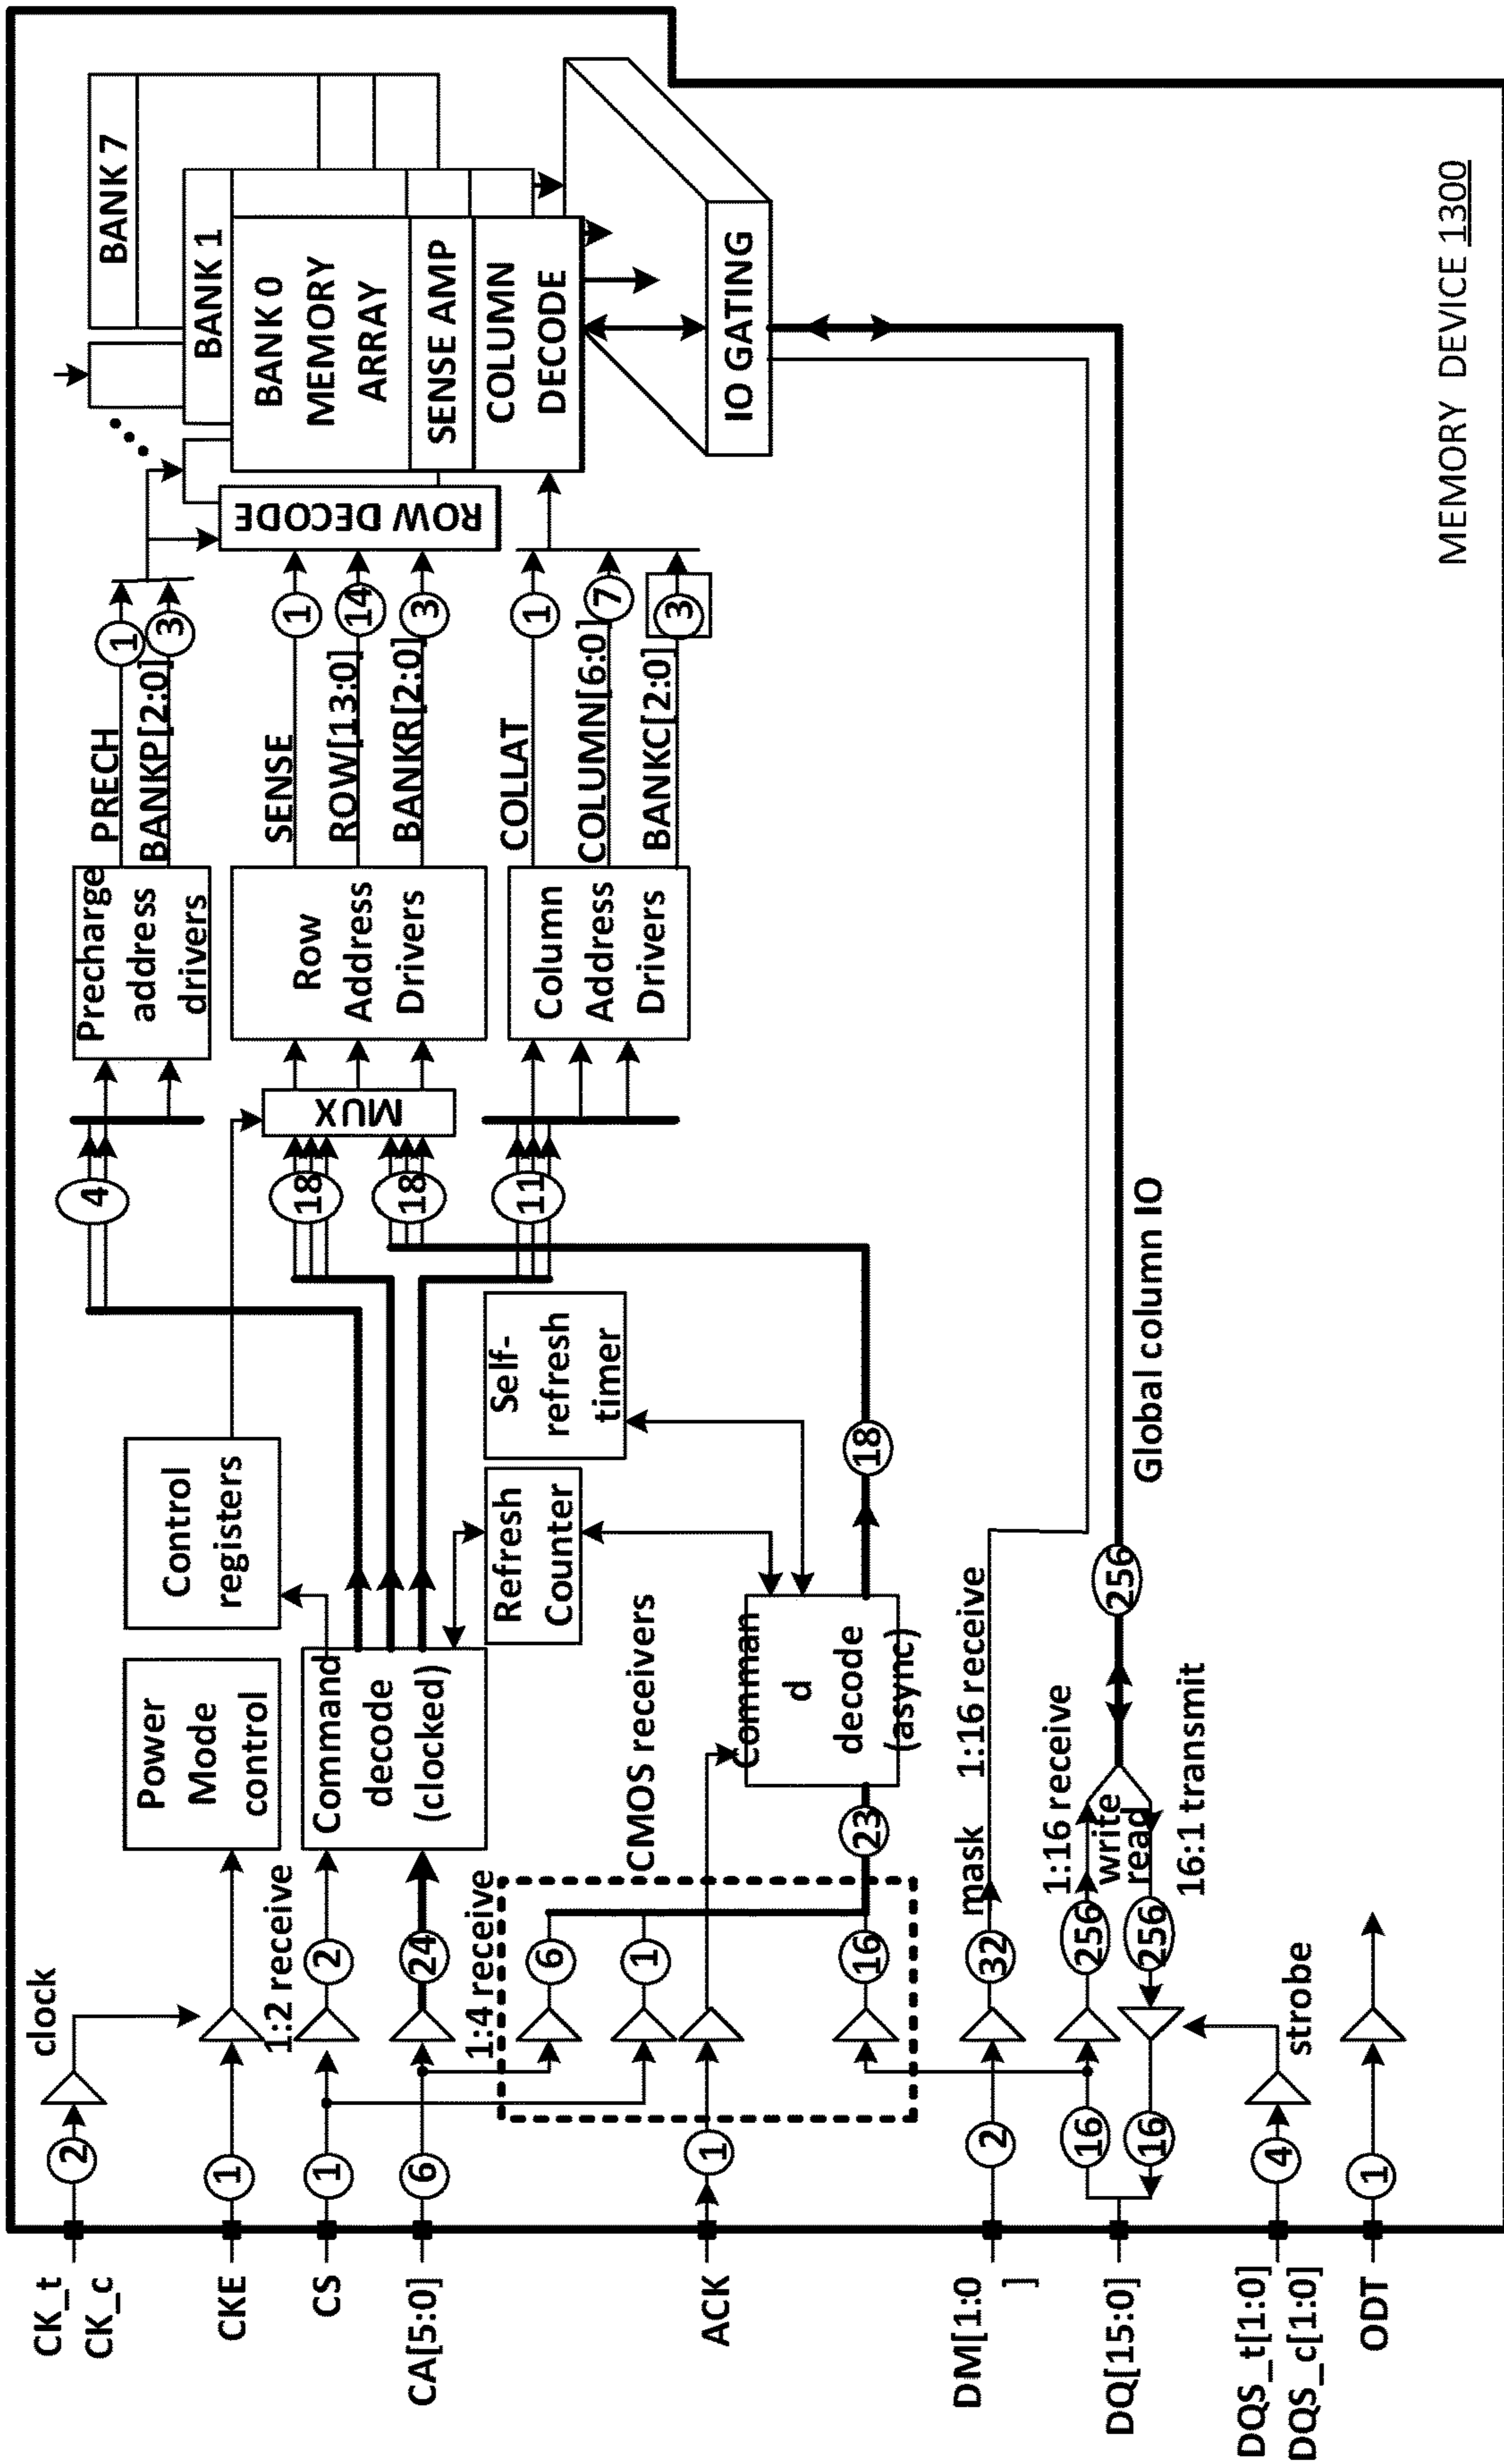 CK_t
CK_c
CKE
CS
CA[5:0]
ACK
DM[1:0
]
DQ[15:0]
DQS_t[1:0]
DQS_c[1:0]
ODT
2
1
1
6
1
2
16
16
4
1
clock
1:2 receive
2
24
1:4 receive
6
1
16
32
256
256
strobe
CMOS receivers
23
mask
1:16 receive
1:16 receive
write
read
16:1 transmit
Power
Mode
control
Command
decode
(clocked)
Control
registers
Refresh
Counter
Self-
refresh
timer
Comman
d
decode
(async)
18
256
Global column IO
4
18
18
11
MUX
Precharge
address
drivers
Row
Address
Drivers
Column
Address
Drivers
PRECH
BANKP[2:0]
SENSE
ROW[13:0]
BANKR[2:0]
COLLAT
COLUMN[6:0]
BANKC[2:0]
1
3
1
14
3
1
7
3
ROW DECODE
BANK 7
BANK 1
BANK 0
MEMORY
ARRAY
SENSE AMP
COLUMN
DECODE
IO GATING
MEMORY DEVICE 1300